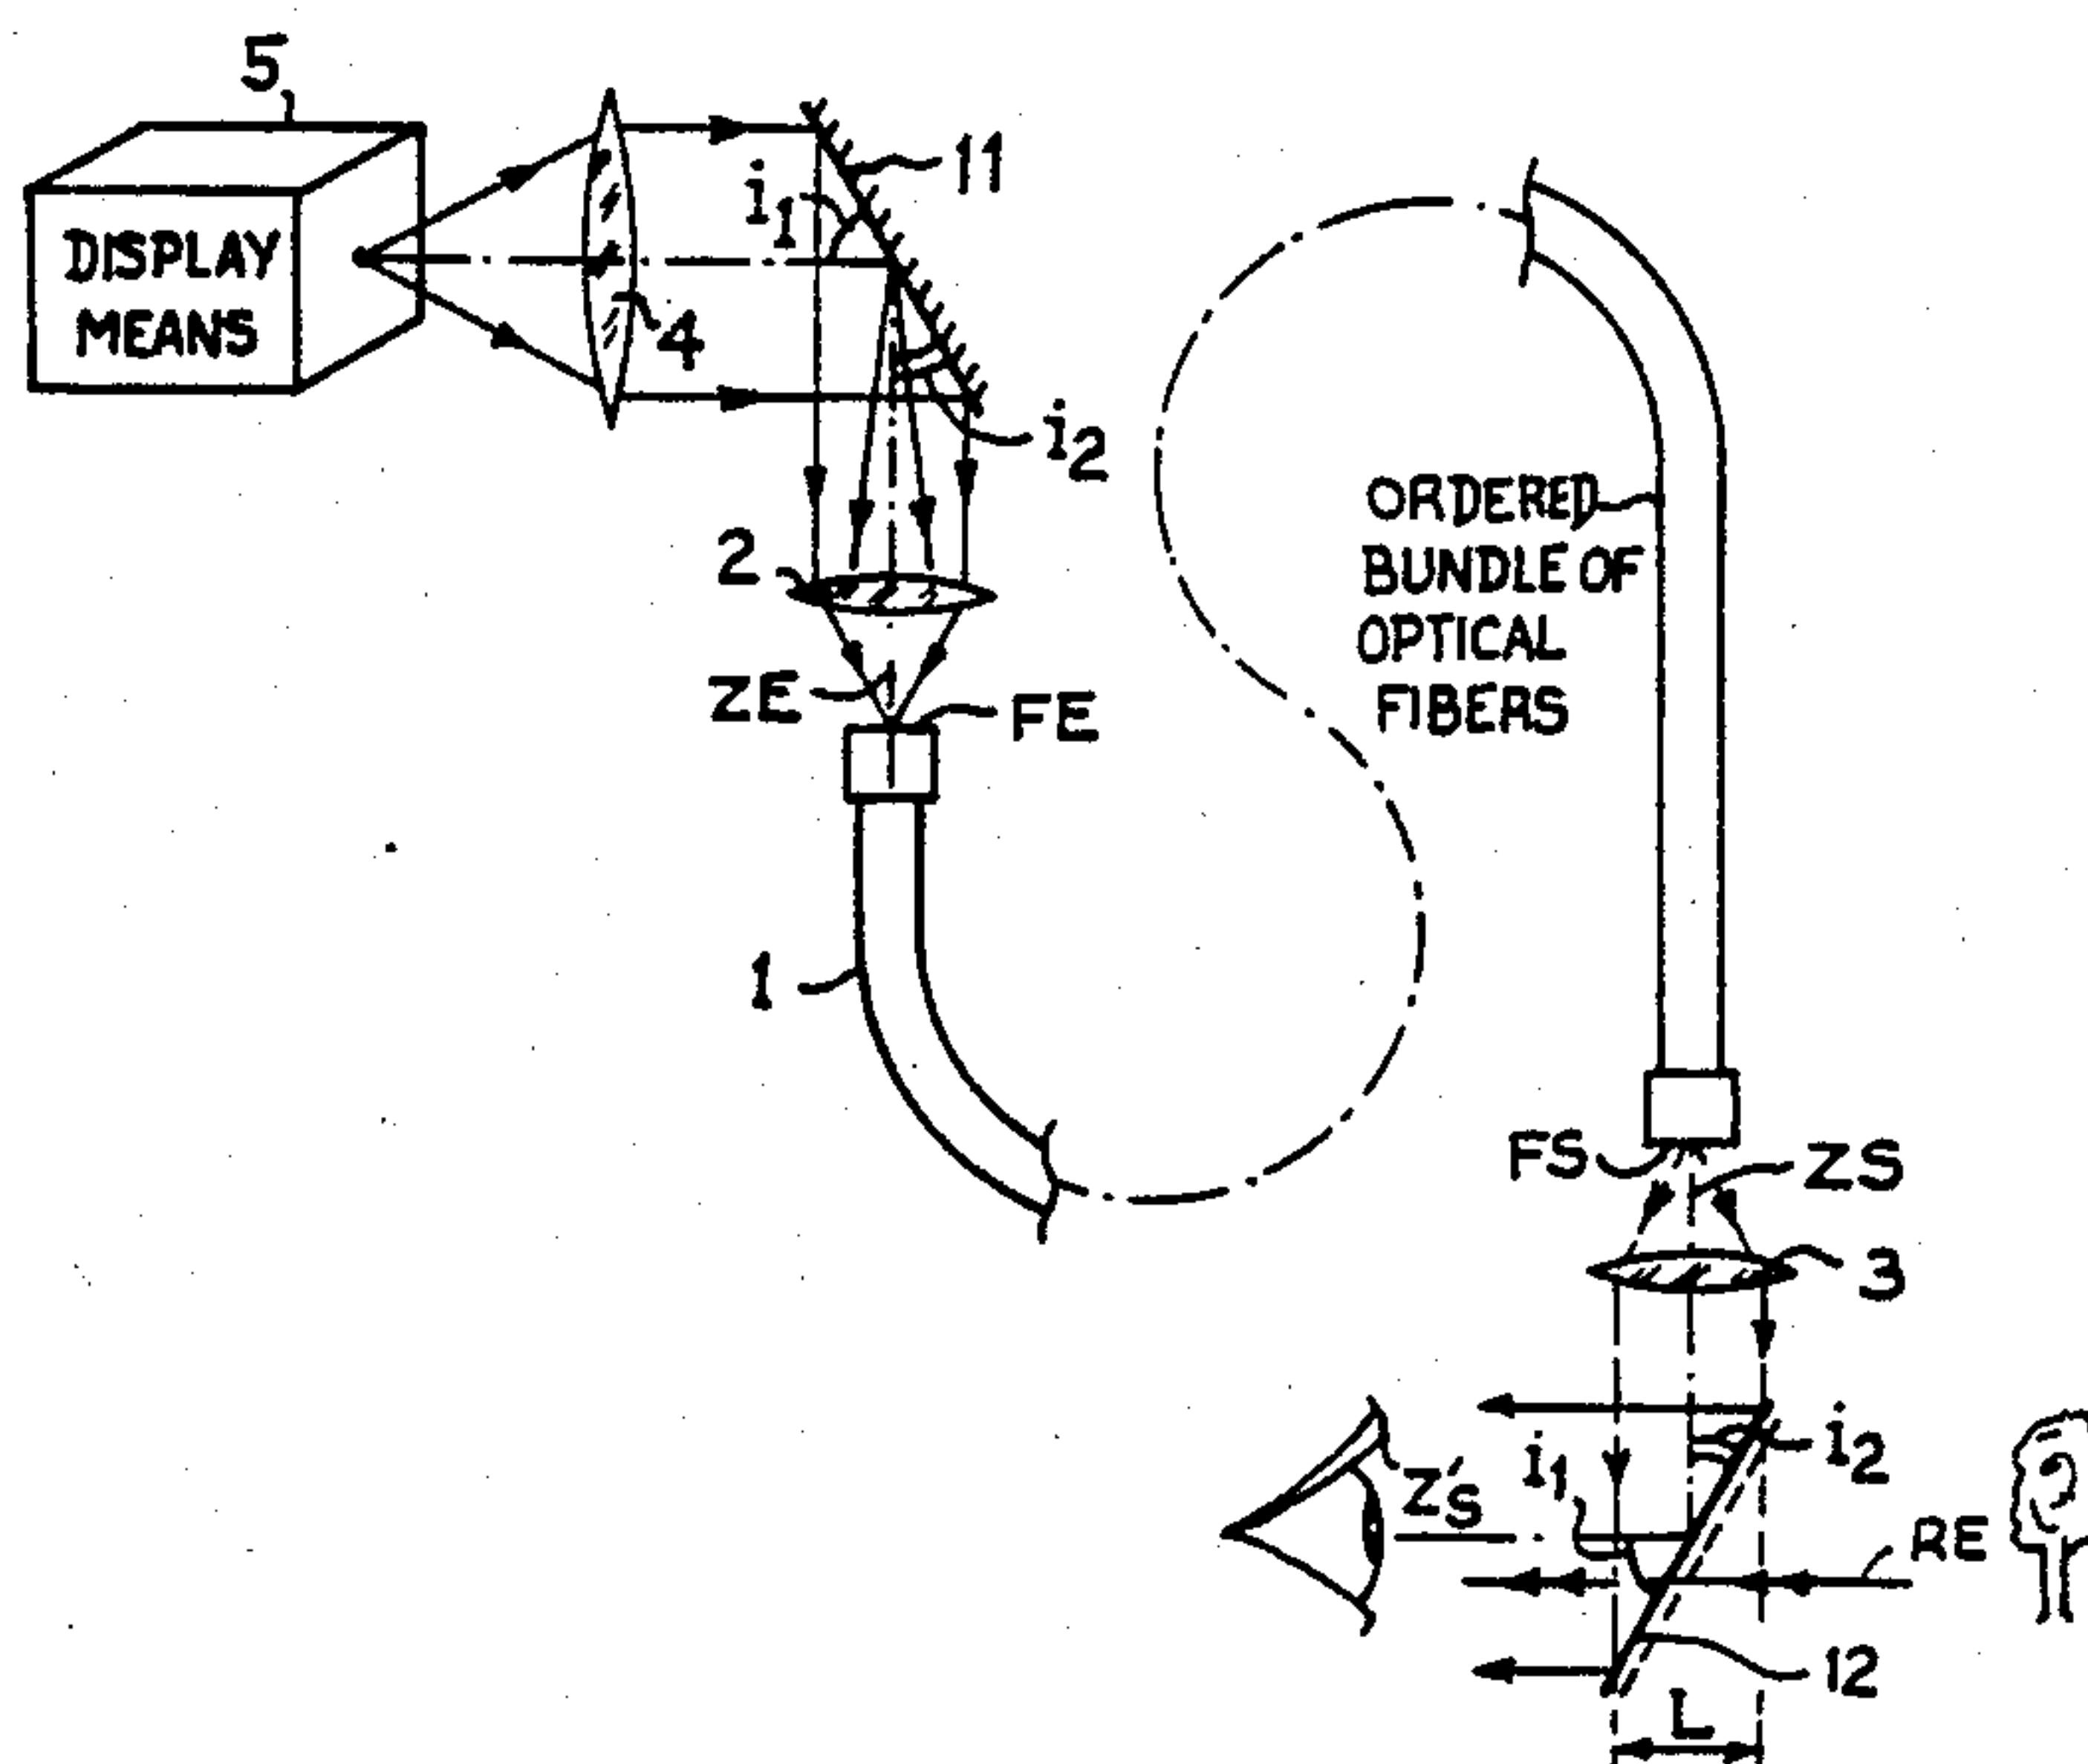 5
DISPLAY
MEANS
4
11
i1
i2
2
ZE
FE
1
ORDERED
BUNDLE OF
OPTICAL
FIBERS
FS
ZS
3
i2
i1
Z'S
RE
12
L